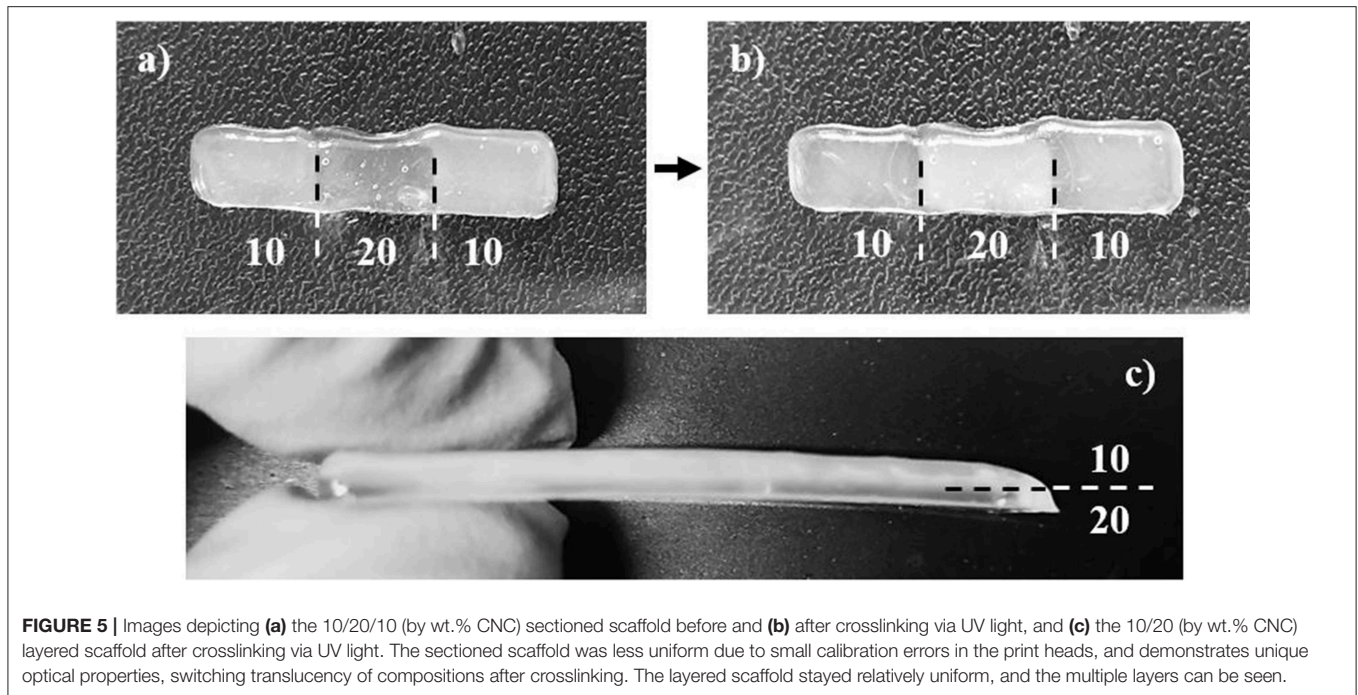 a)
b)
10
20
10
10
20
10
c)
10
20
FIGURE 5 | Images depicting (a) the 10/20/10 (by wt.% CNC) sectioned scaffold before and (b) after crosslinking via UV light, and (c) the 10/20 (by wt.% CNC)
layered scaffold after crosslinking via UV light. The sectioned scaffold was less uniform due to small calibration errors in the print heads, and demonstrates unique
optical properties, switching translucency of compositions after crosslinking. The layered scaffold stayed relatively uniform, and the multiple layers can be seen.